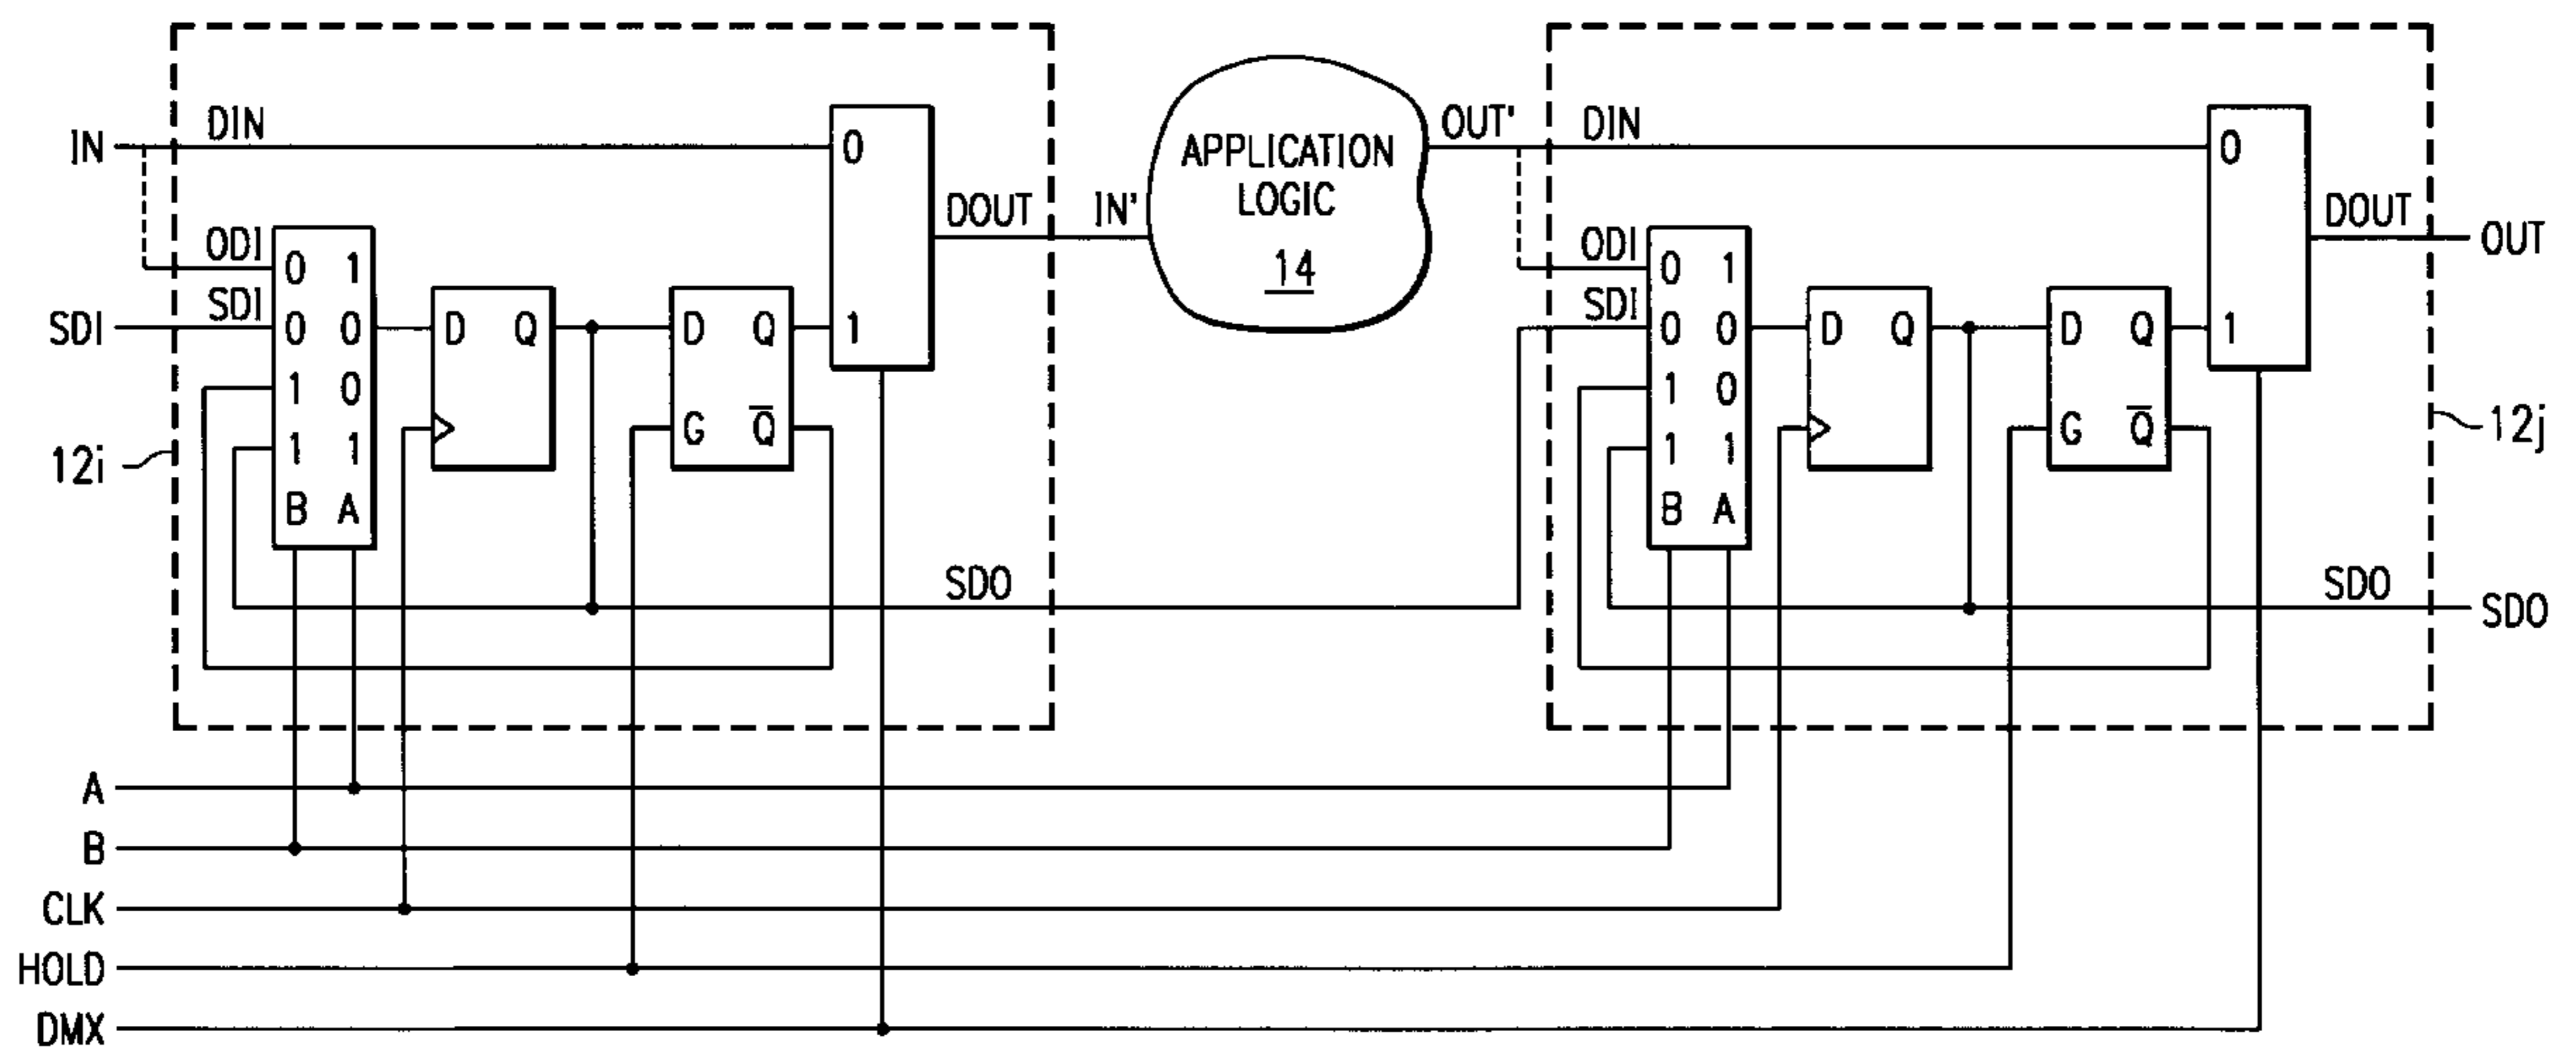 IN DIN 0 DOUT IN' APPLICATION LOGIC 14 OUT' DIN 0 DOUT OUT
ODI 0 1
SDI SDI 0 0 D Q D Q 1
1 0
1 1 G Q̅
B A
12i
SDO
ODI 0 1
SDI 0 0 D Q D Q 1
1 0
1 1 G Q̅
B A
12j
SDO SDO
A
B
CLK
HOLD
DMX